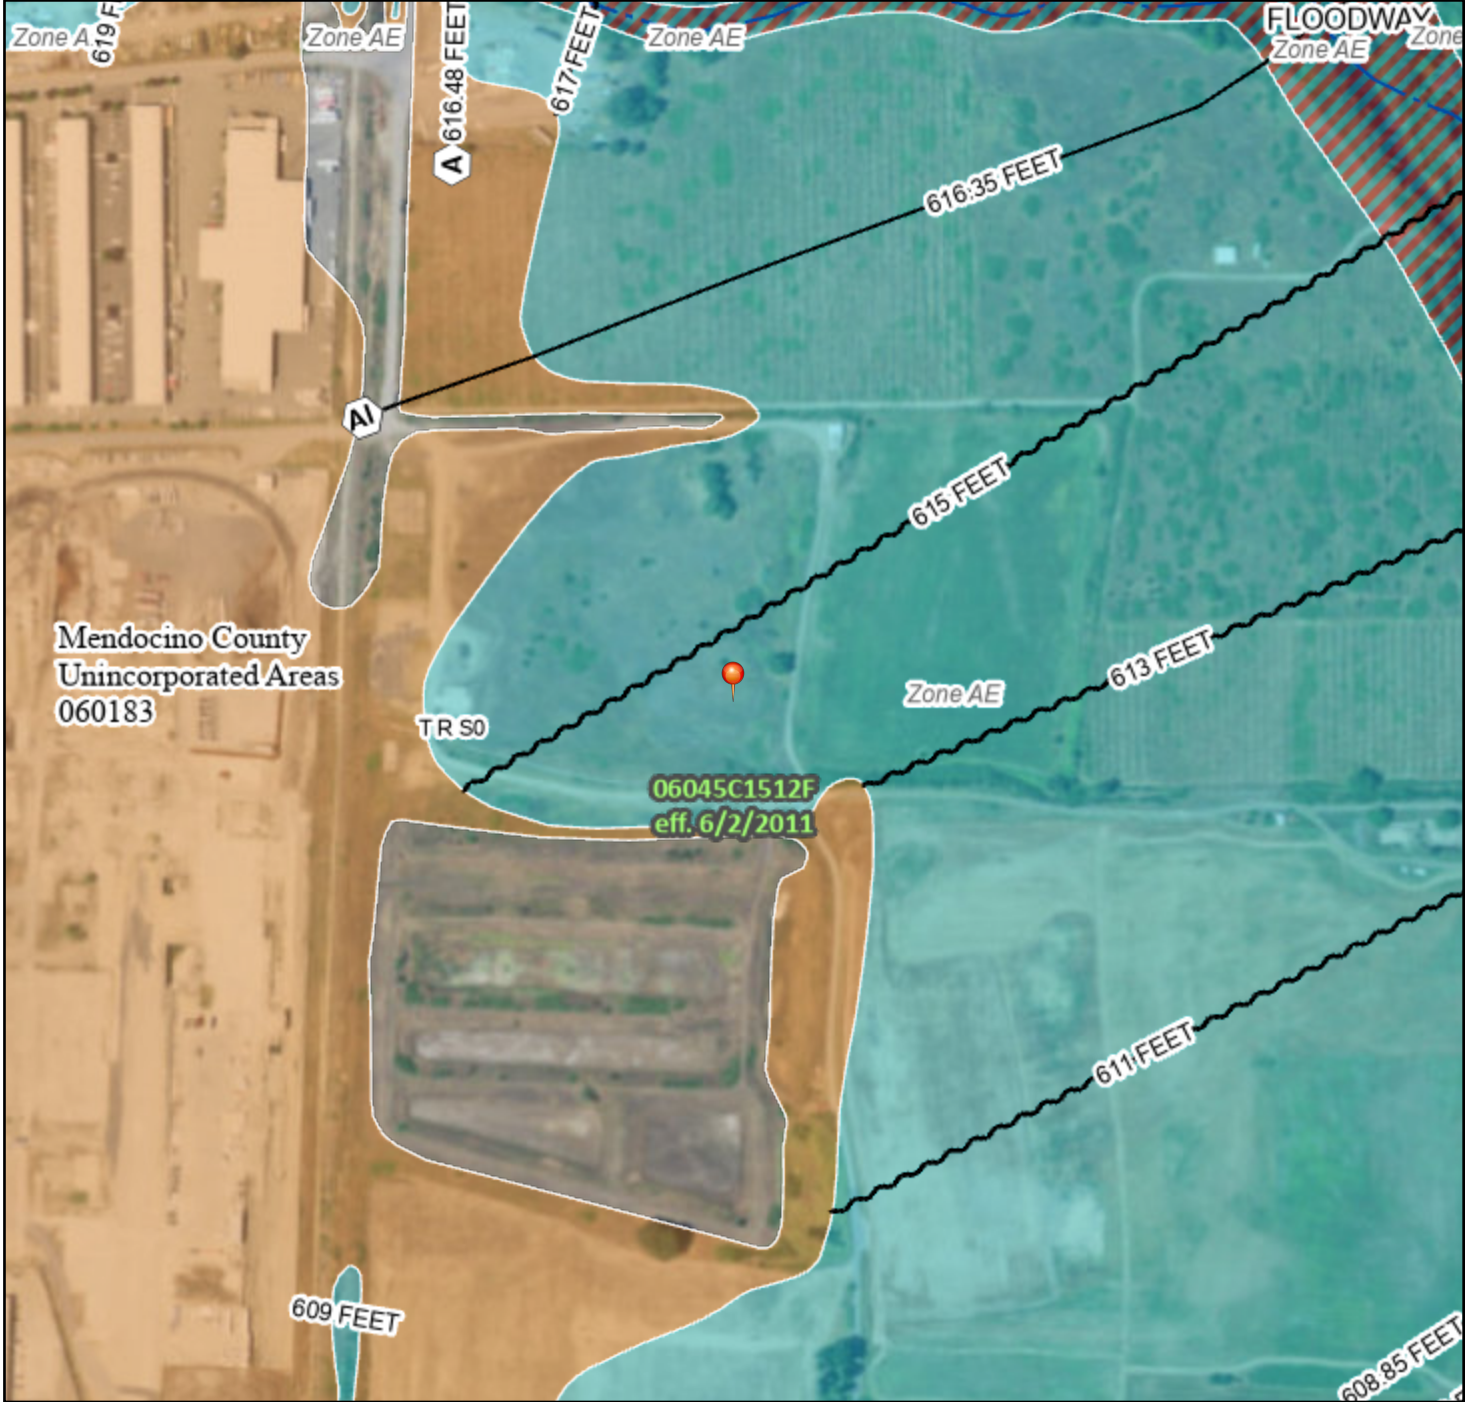 FLOODWAY
Zone A
619 F
Zone AE
616.48 FEET
617 FEET
Zone AE
Zone AE
Zone
A
616.35 FEET
AI
615 FEET
Mendocino County
Unincorporated Areas
060183
613 FEET
Zone AE
T R S0
06045C1512F
eff. 6/2/2011
611 FEET
609 FEET
608.85 FEET